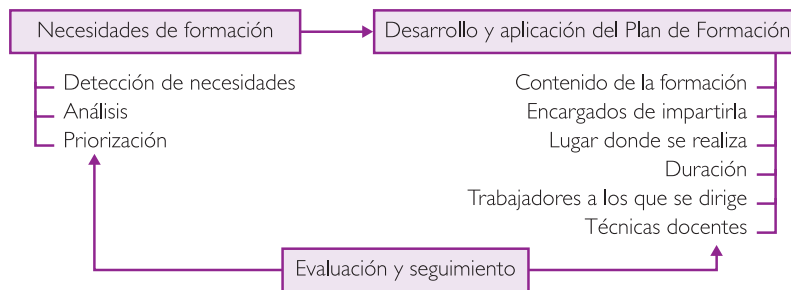 Necesidades de formación
Detección de necesidades
Análisis
Priorización
Desarrollo y aplicación del Plan de Formación
Contenido de la formación
Encargados de impartirla
Lugar donde se realiza
Duración
Trabajadores a los que se dirige
Técnicas docentes
Evaluación y seguimiento